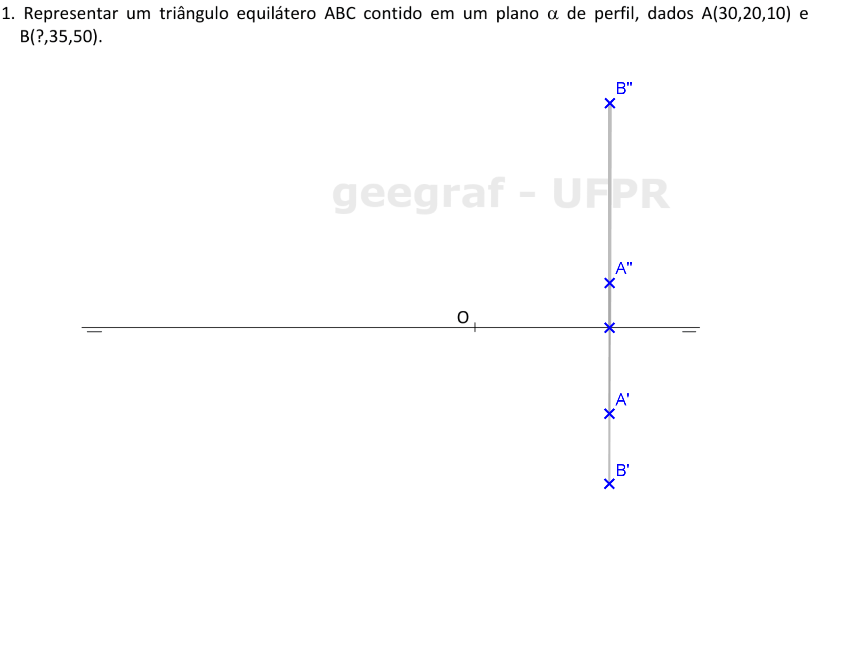 1. Representar um triângulo equilátero ABC contido em um plano α de perfil, dados A(30,20,10) e
B(?,35,50).
B"
geegraf - UFPR
A"
O
A'
B'